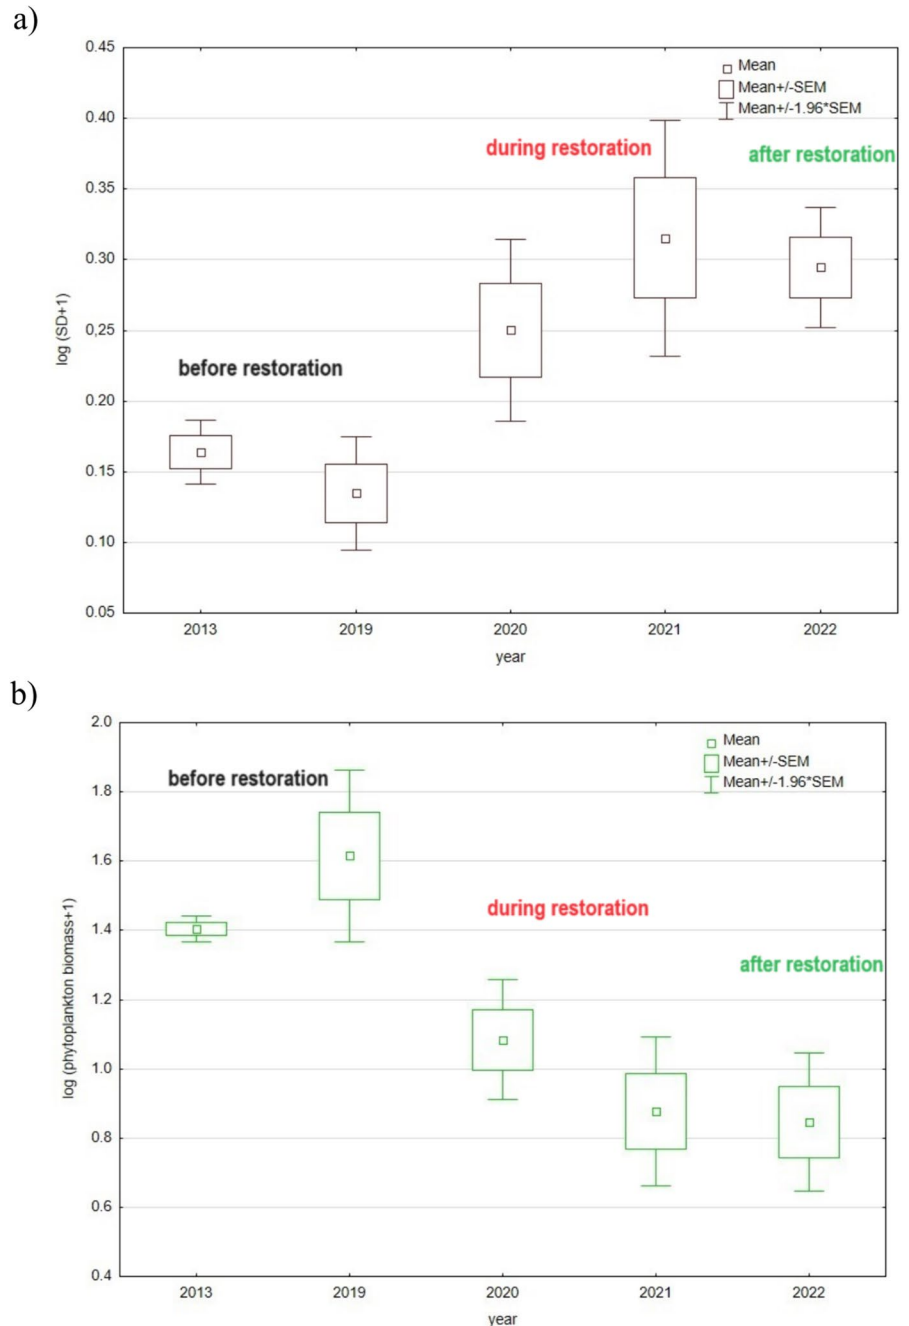 a)
0.45
0.40
0.35
0.30
0,25
0.20
0.15
0.10
0.05
log (SD+1)
Mean
Mean+/-SEM
Mean+/-1.96*SEM
during restoration
after restoration
before restoration
2013 2019 2020 2021 2022
year
b)
2.0
1.8
1.6
1.4
1.2
1.0
0.8
0.6
0.4
log (phytoplankton biomass+1)
Mean
Mean+/-SEM
Mean+/-1.96*SEM
before restoration
during restoration
after restoration
2013 2019 2020 2021 2022
year